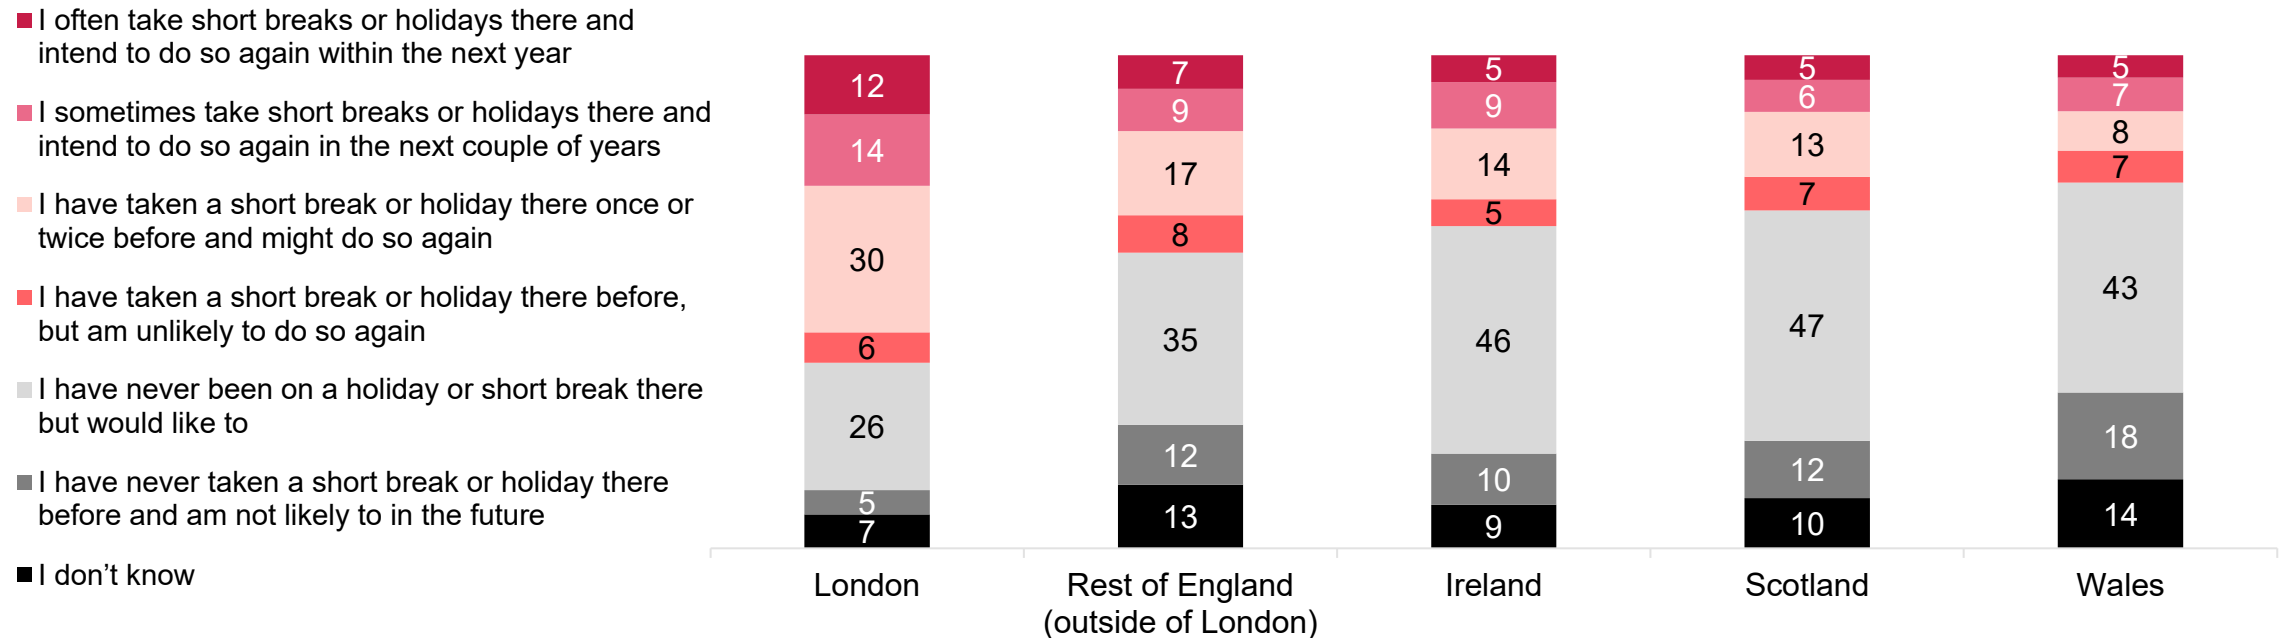 I often take short breaks or holidays there and
intend to do so again within the next year
I sometimes take short breaks or holidays there and
intend to do so again in the next couple of years
I have taken a short break or holiday there once or
twice before and might do so again
I have taken a short break or holiday there before,
but am unlikely to do so again
I have never been on a holiday or short break there
but would like to
I have never taken a short break or holiday there
before and am not likely to in the future
I don’t know
12
14
30
6
26
5
7
7
9
17
8
35
12
13
5
9
14
5
46
10
9
5
6
13
7
47
12
10
5
7
8
7
43
18
14
London
Rest of England
(outside of London)
Ireland
Scotland
Wales